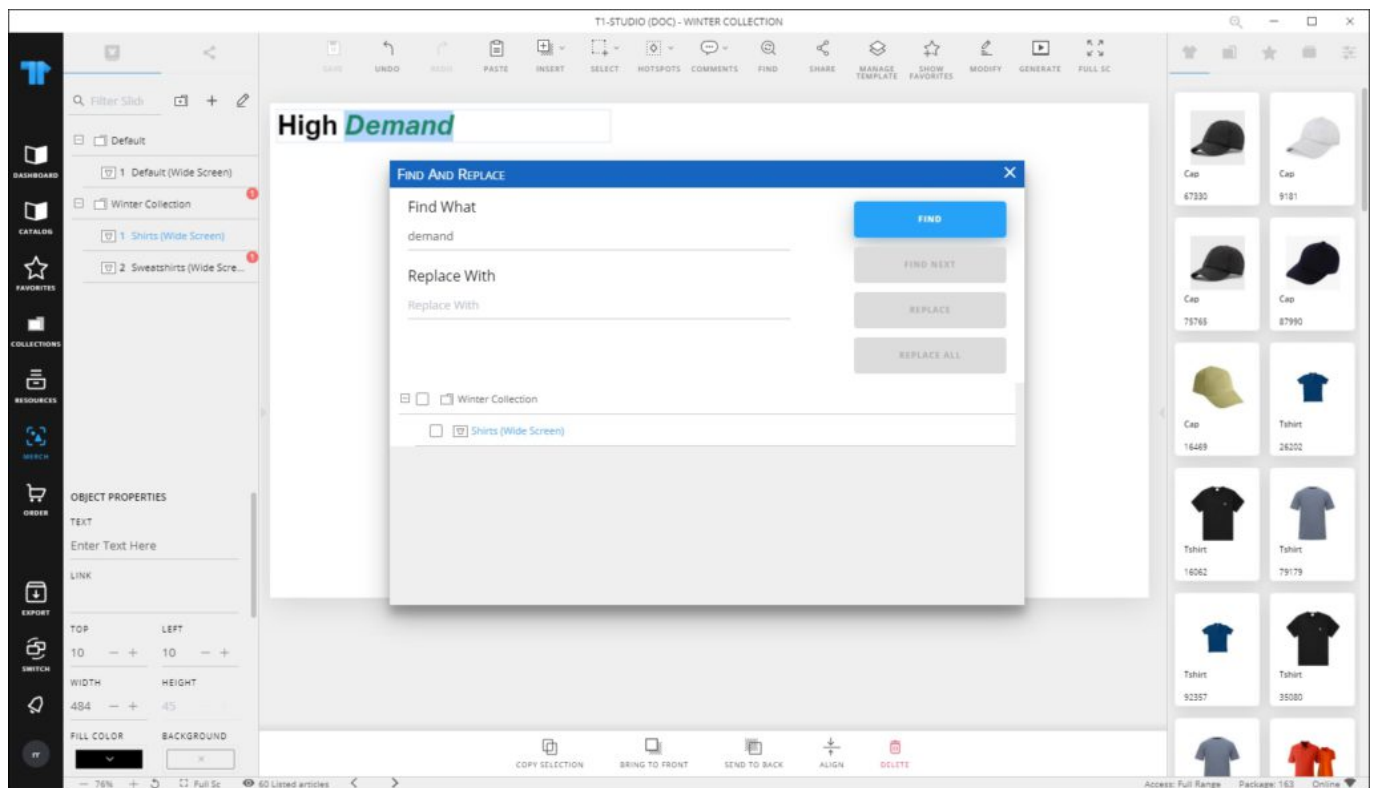 T1-STUDIO (DOC) - WINTER COLLECTION
SAVE
UNDO
REDO
PASTE
INSERT
SELECT
HOTSPOTS
COMMENTS
FIND
SHARE
MANAGE TEMPLATE
SHOW FAVORITES
MODIFY
GENERATE
FULL SC
DASHBOARD
CATALOG
FAVORITES
COLLECTIONS
RESOURCES
MERCH
ORDER
EXPORT
SWITCH
Filter Slid
Default
1 Default (Wide Screen)
Winter Collection
1
1 Shirts (Wide Screen)
2 Sweatshirts (Wide Scre...
1
OBJECT PROPERTIES
TEXT
Enter Text Here
LINK
TOP LEFT
10 − + 10 − +
WIDTH HEIGHT
484 − + 45
FILL COLOR BACKGROUND
High Demand
FIND AND REPLACE
Find What
demand
Replace With
Replace With
FIND
FIND NEXT
REPLACE
REPLACE ALL
Winter Collection
Shirts (Wide Screen)
COPY SELECTION
BRING TO FRONT
SEND TO BACK
ALIGN
DELETE
Cap Cap
67330 9181
Cap Cap
75765 87990
Cap Tshirt
16469 26202
Tshirt Tshirt
16062 79179
Tshirt Tshirt
92357 35080
− 76% + Full Sc 60 Listed articles
Access: Full Range Package: 163 Online